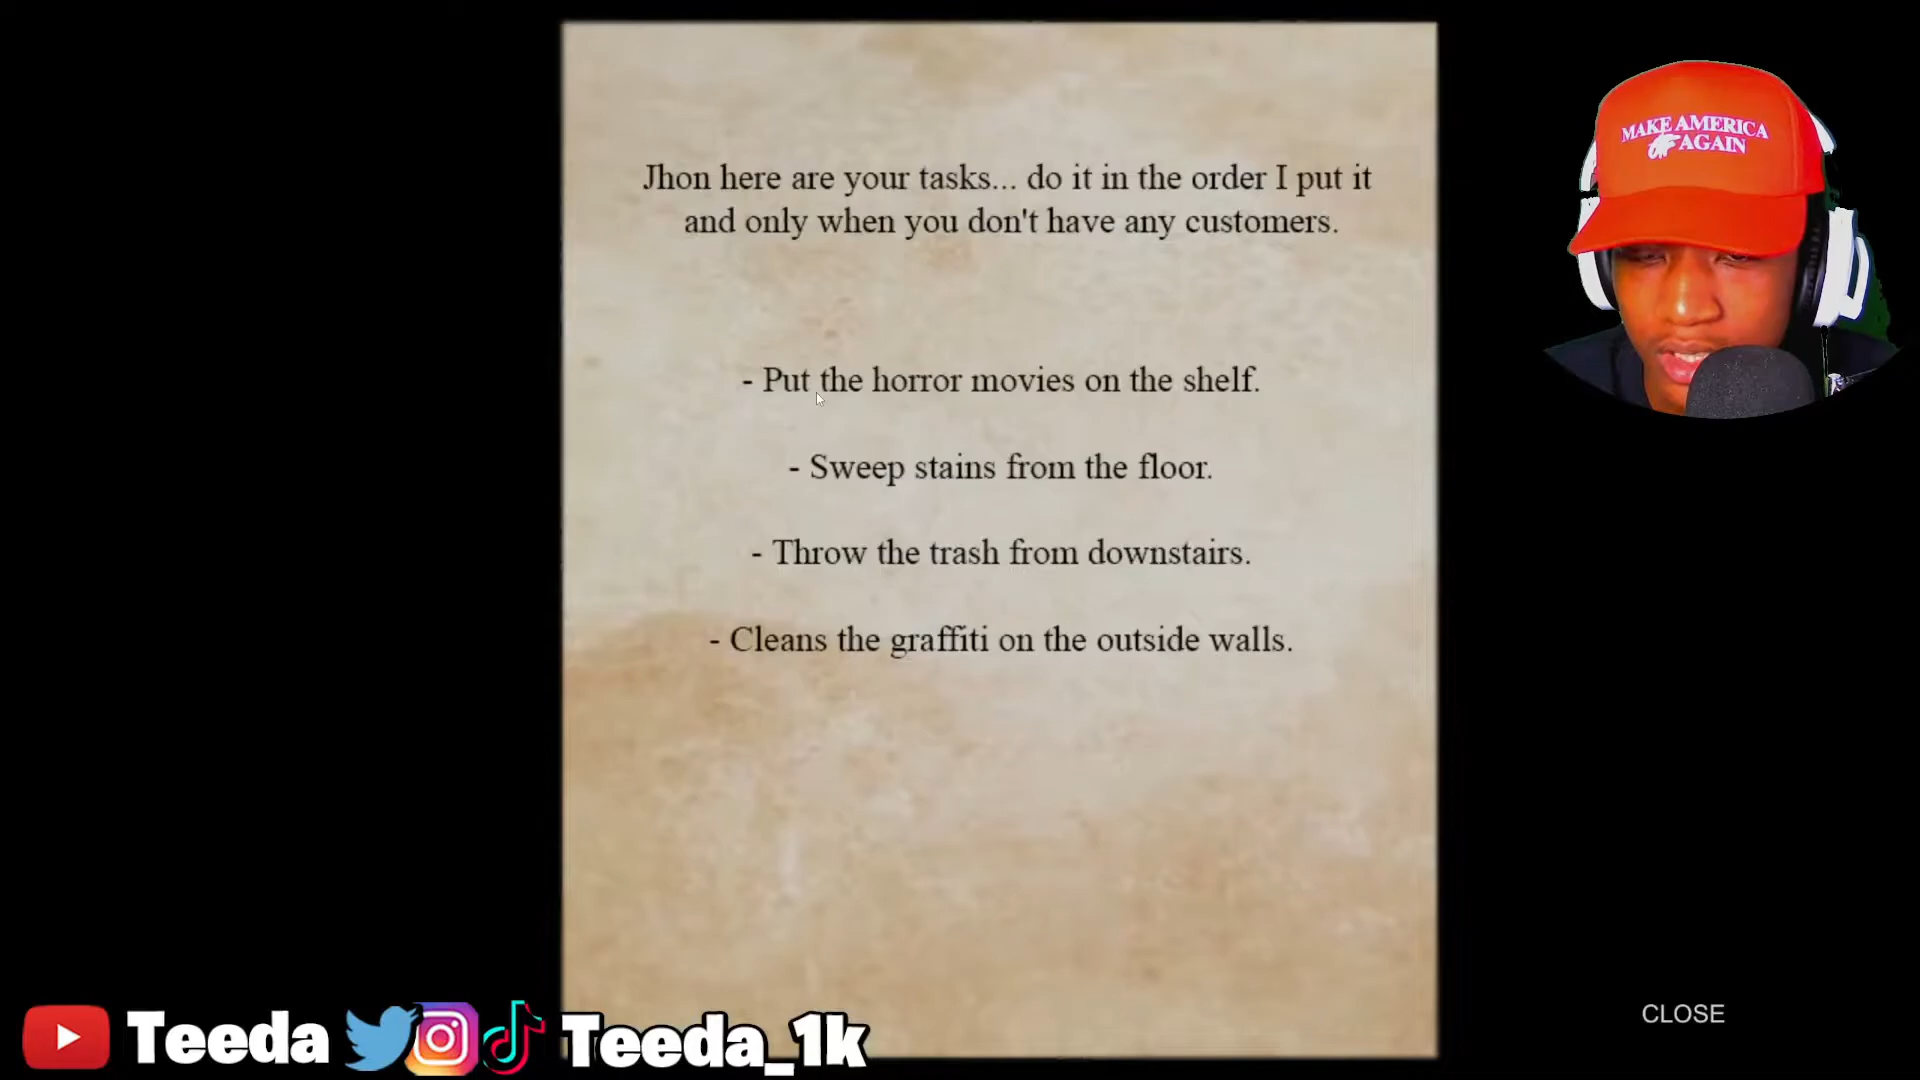 Jhon here are your tasks... do it in the order I put it
and only when you don't have any customers.
- Put the horror movies on the shelf.
- Sweep stains from the floor.
- Throw the trash from downstairs.
- Cleans the graffiti on the outside walls.
MAKE AMERICA
AGAIN
CLOSE
Teeda
Teeda_1k